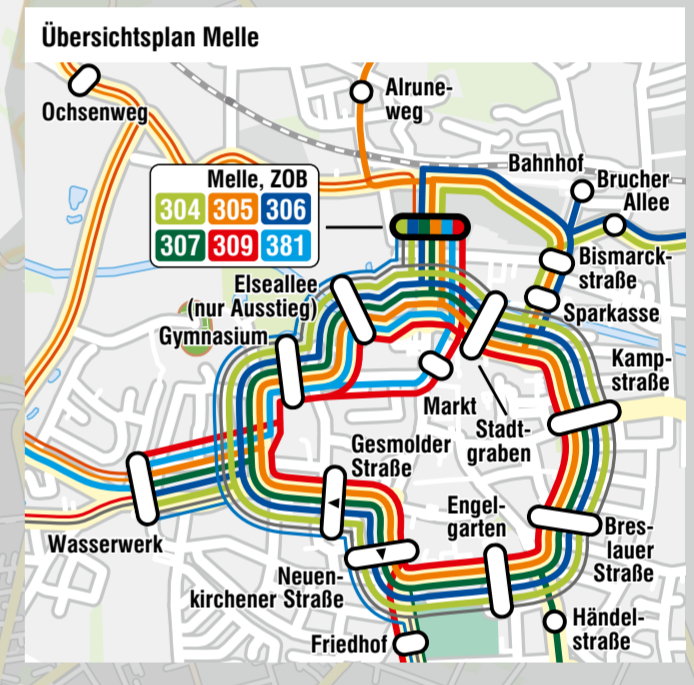 Übersichtsplan Melle
Ochsenweg
Alrune-
weg
Bahnhof
Brucher
Allee
Melle, ZOB
304 305 306
307 309 381
Bismarck-
straße
Elseallee
(nur Ausstieg)
Sparkasse
Gymnasium
Kamp-
straße
Markt
Stadt-
graben
Gesmolder
Straße
Engel-
garten
Wasserwerk
Bres-
lauer
Straße
Neuen-
kirchener Straße
Händel-
straße
Friedhof